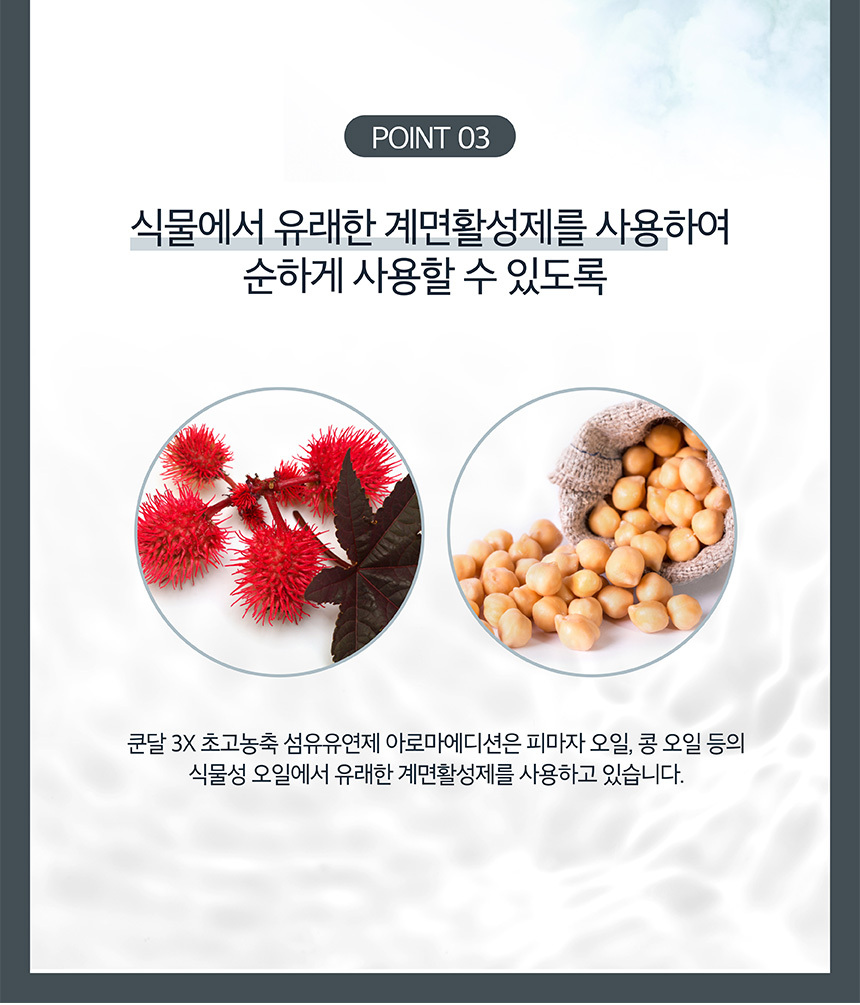 POINT 03
식물에서 유래한 계면활성제를 사용하여
순하게 사용할 수 있도록
쿤달 3X 초고농축 섬유유연제 아로마에디션은 피마자 오일, 콩 오일 등의
식물성 오일에서 유래한 계면활성제를 사용하고 있습니다.